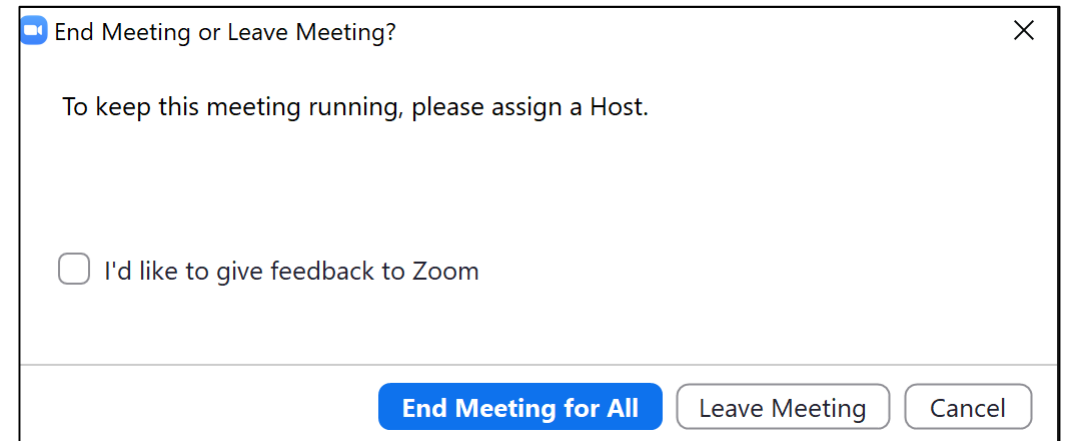 End Meeting or Leave Meeting?
To keep this meeting running, please assign a Host.
I'd like to give feedback to Zoom
End Meeting for All
Leave Meeting
Cancel